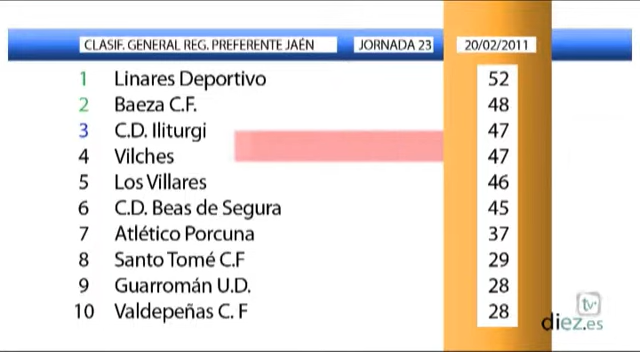 CLASIF. GENERAL REG. PREFERENTE JAÉN JORNADA 23 20/02/2011
1 Linares Deportivo 52
2 Baeza C.F. 48
3 C.D. Iliturgi 47
4 Vilches 47
5 Los Villares 46
6 C.D. Beas de Segura 45
7 Atlético Porcuna 37
8 Santo Tomé C.F 29
9 Guarromán U.D. 28
10 Valdepeñas C. F 28
tv
diez.es